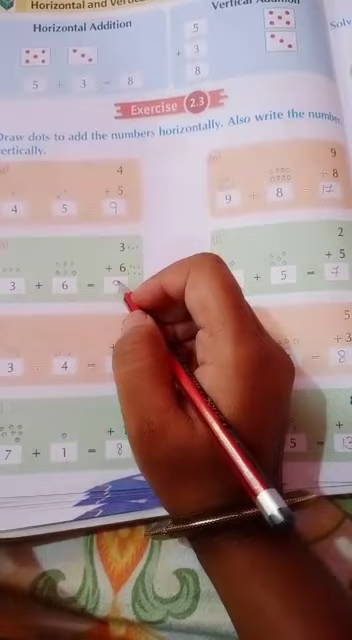 Horizontal and
Vertical Addition
Horizontal Addition
5 + 3 = 8
5
+ 3
8
Exercise 2.3
Draw dots to add the numbers horizontally. Also write the number
vertically.
4
+ 5
4 5 9
9
+ 8
9 + 8 = 17
3
+ 6
3 + 6 = 9
2
+ 5
+ 5 = 7
3 4 =
5
+ 3
= 8
7 + 1 = 8
+
5 = 13